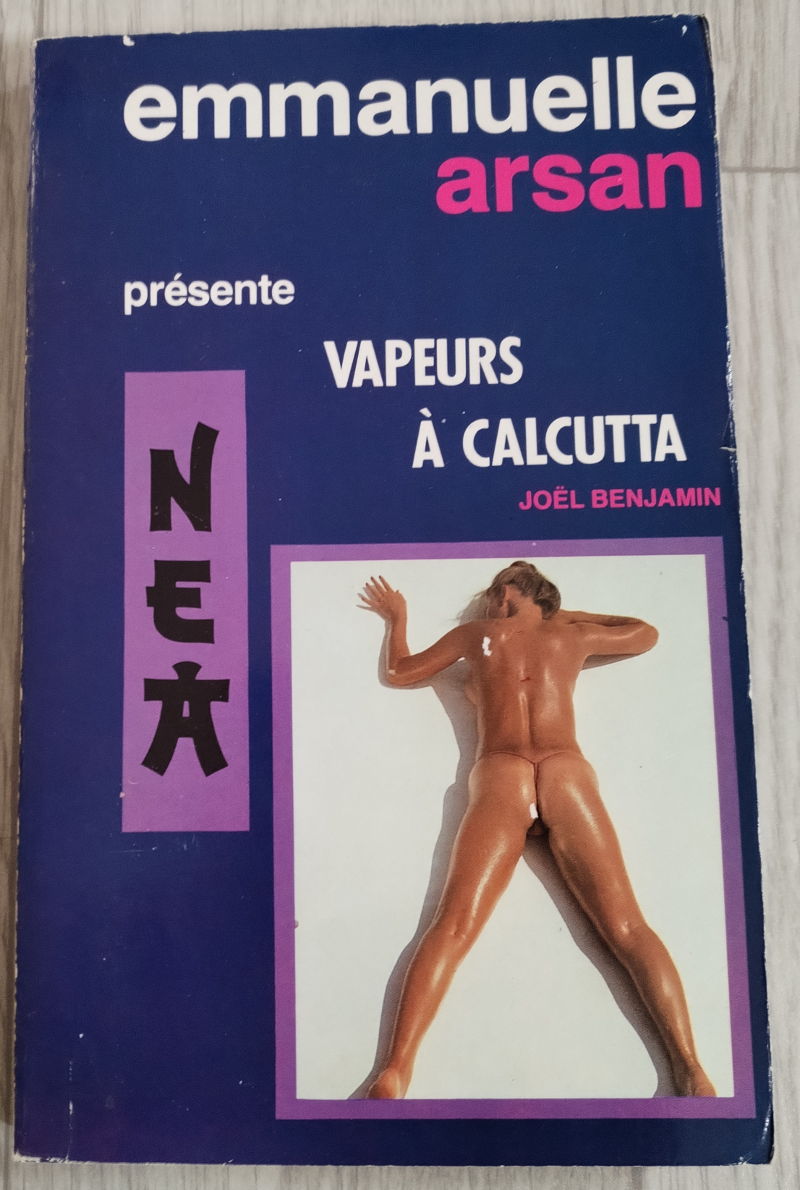 emmanuelle
arsan
présente
VAPEURS
À CALCUTTA
JOËL BENJAMIN
NEA